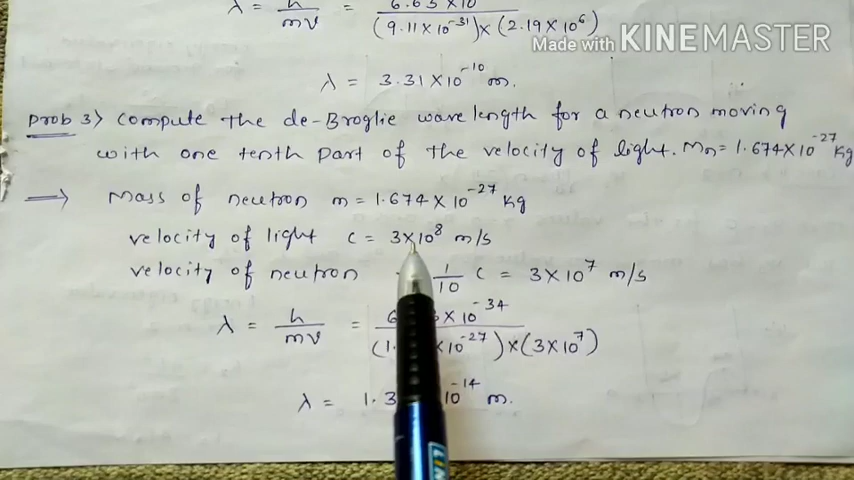 λ = h/mv = 6.63×10 / (9.11×10⁻³¹)×(2.19×10⁶)
Made with KINEMASTER
λ = 3.31×10⁻¹⁰ m.
Prob 3) Compute the de-Broglie wave length for a neutron moving
with one tenth part of the velocity of light. Mn = 1.674×10⁻²⁷ Kg
→ Mass of neutron m = 1.674×10⁻²⁷ Kg
velocity of light c = 3×10⁸ m/s
velocity of neutron 1/10 c = 3×10⁷ m/s
λ = h/mv = 6. ×10⁻³⁴ / (1. ×10⁻²⁷)×(3×10⁷)
λ = 1.3 10⁻¹⁴ m.